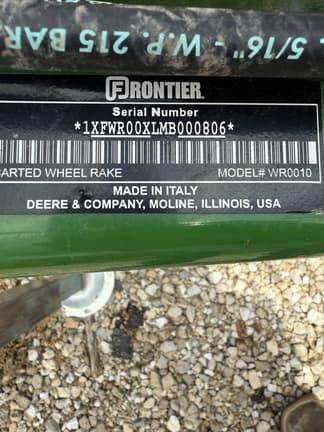 5/16" - W.P. 215 BAR
FRONTIER
Serial Number
*1XFWR00XLMB000806*
CARTED WHEEL RAKE MODEL# WR0010
MADE IN ITALY
DEERE & COMPANY, MOLINE, ILLINOIS, USA